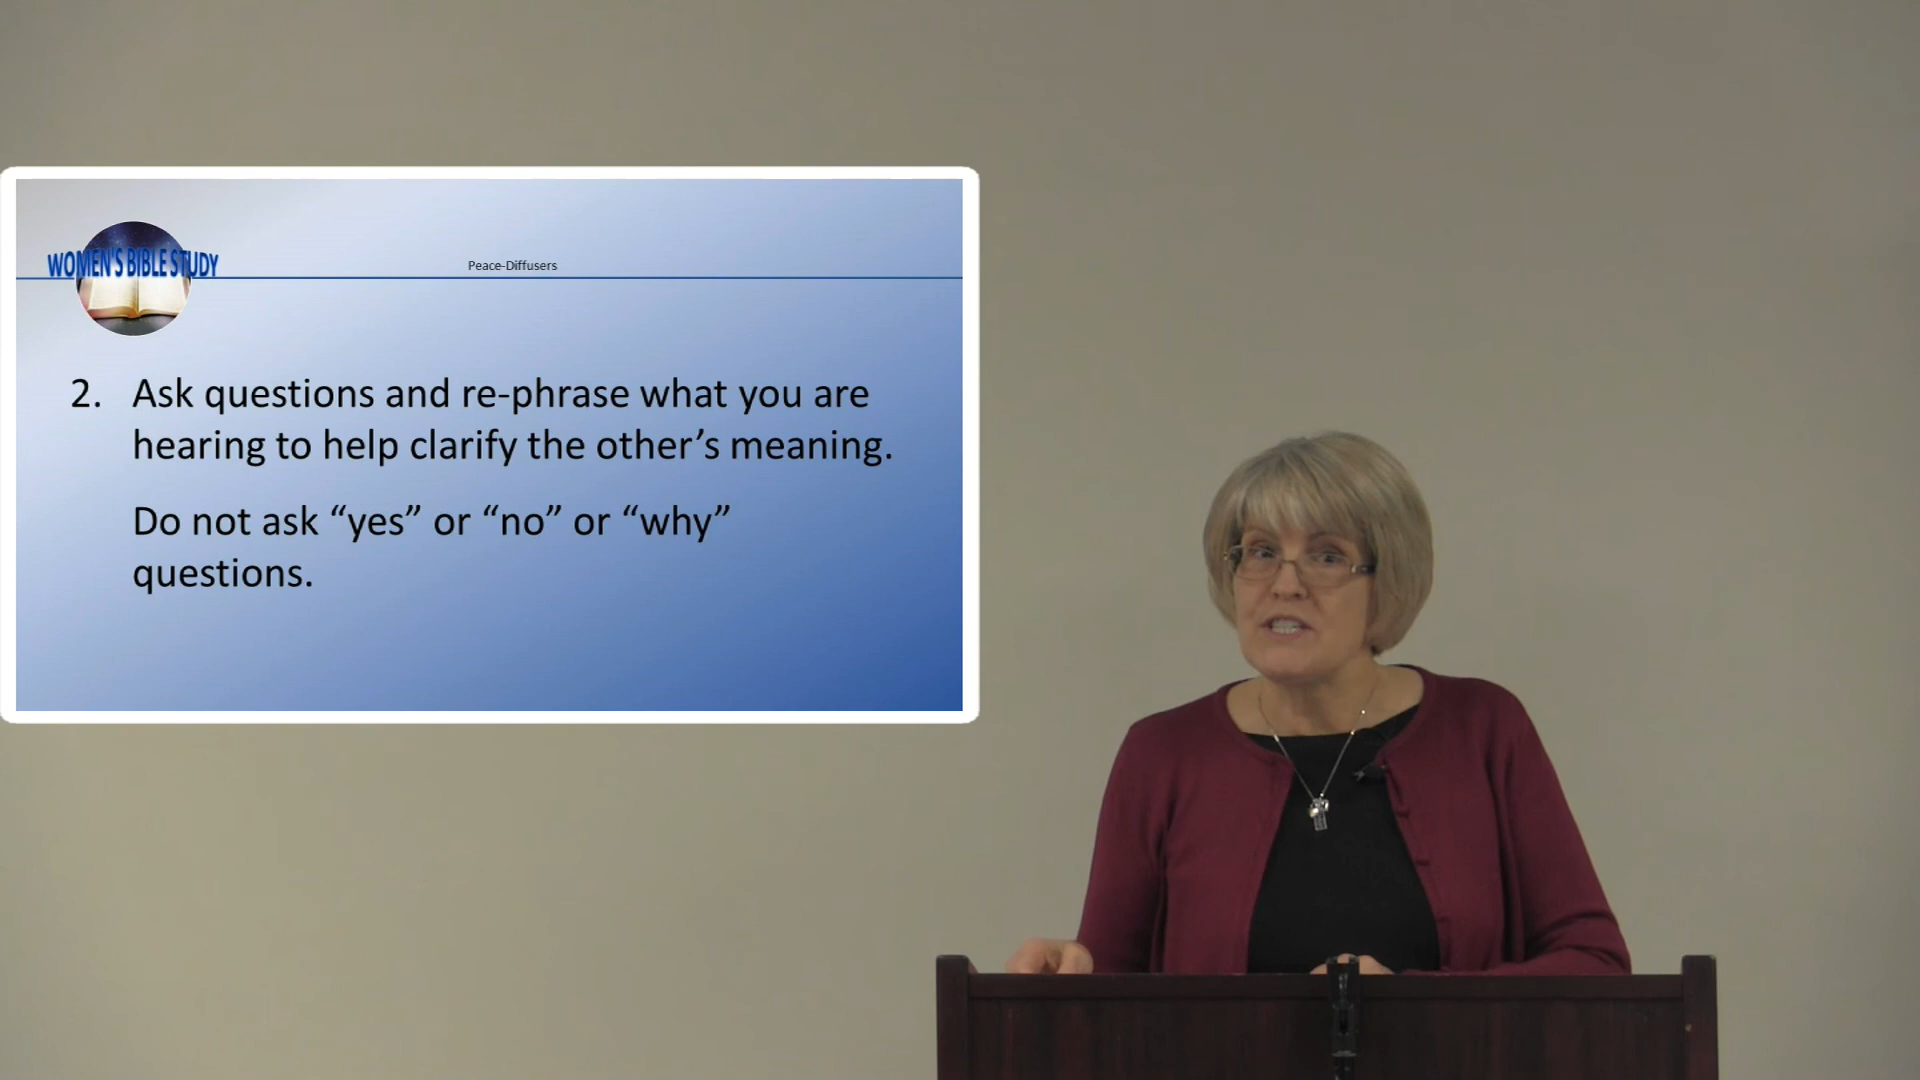 WOMEN'S BIBLE STUDY
Peace-Diffusers
2. Ask questions and re-phrase what you are
hearing to help clarify the other’s meaning.
Do not ask “yes” or “no” or “why”
questions.